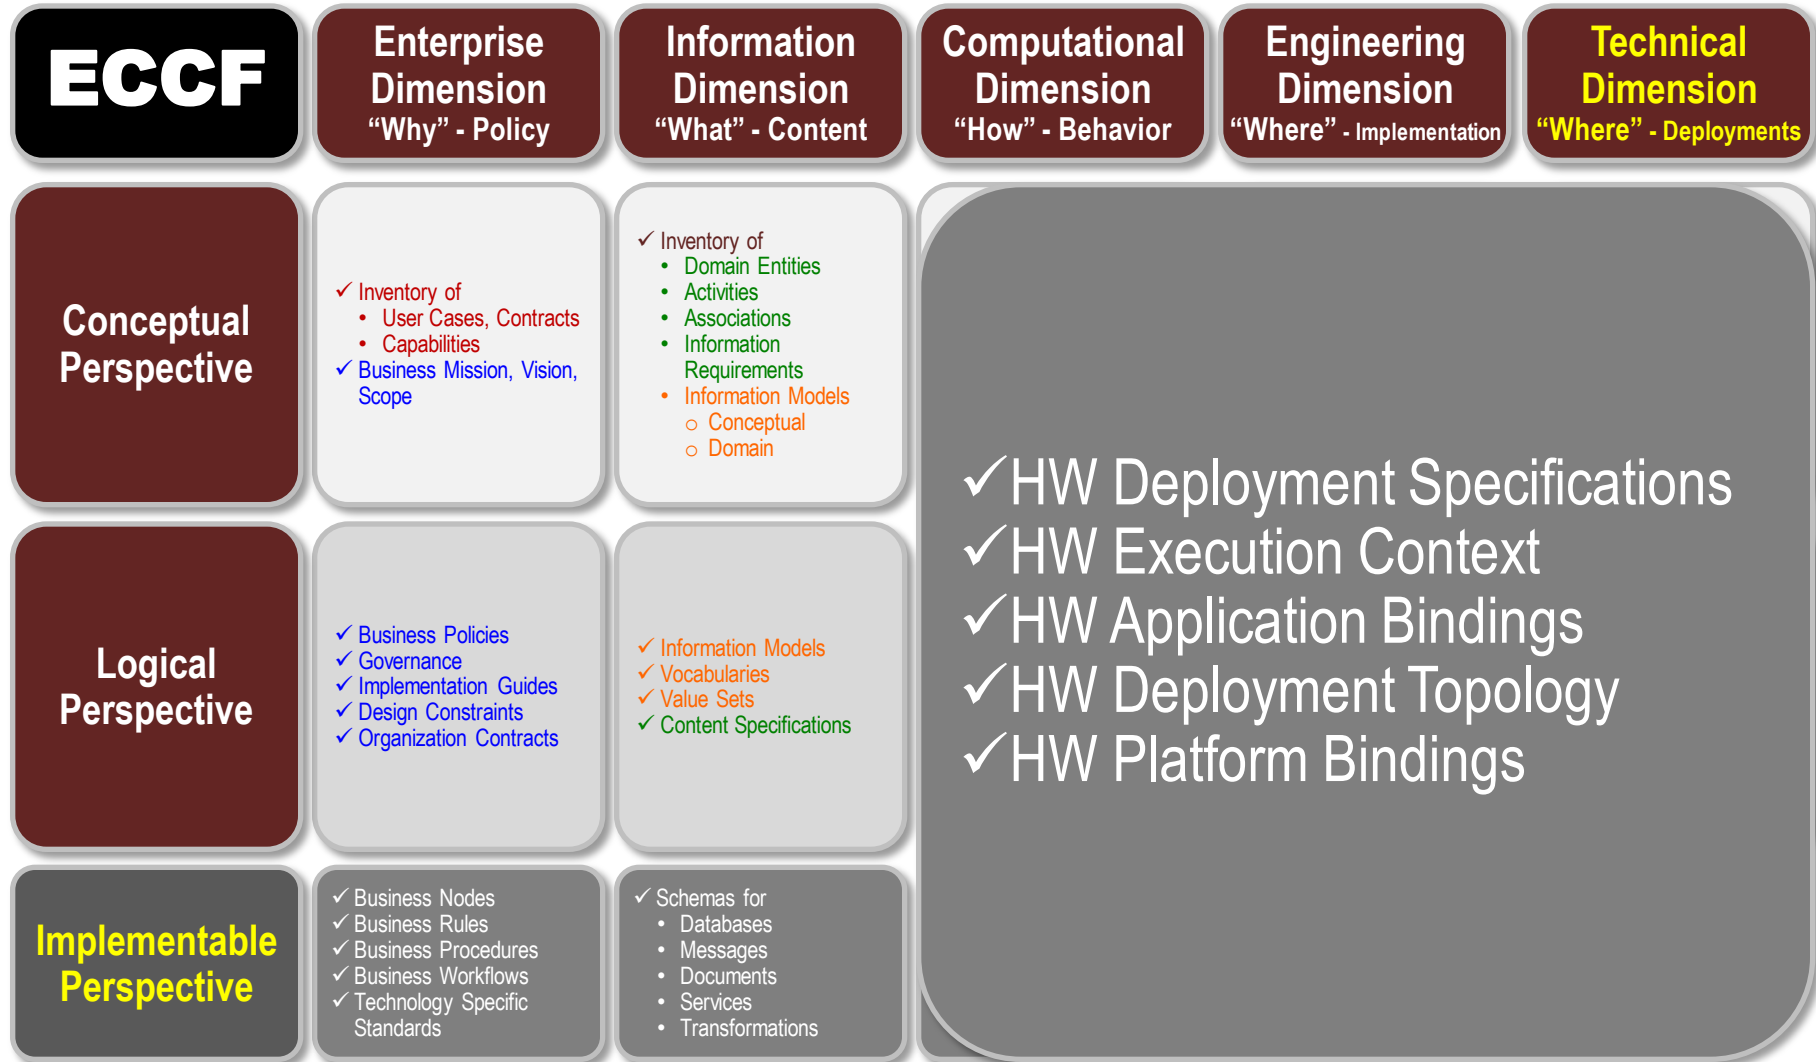 ECCF
Enterprise
Dimension
“Why” - Policy
Information
Dimension
“What” - Content
Computational
Dimension
“How” - Behavior
Engineering
Dimension
“Where” - Implementation
Technical
Dimension
“Where” - Deployments
Conceptual
Perspective
✓ Inventory of
• User Cases, Contracts
• Capabilities
✓ Business Mission, Vision,
Scope
✓ Inventory of
• Domain Entities
• Activities
• Associations
• Information
Requirements
• Information Models
o Conceptual
o Domain
✓HW Deployment Specifications
✓HW Execution Context
✓HW Application Bindings
✓HW Deployment Topology
✓HW Platform Bindings
Logical
Perspective
✓ Business Policies
✓ Governance
✓ Implementation Guides
✓ Design Constraints
✓ Organization Contracts
✓ Information Models
✓ Vocabularies
✓ Value Sets
✓ Content Specifications
Implementable
Perspective
✓ Business Nodes
✓ Business Rules
✓ Business Procedures
✓ Business Workflows
✓ Technology Specific
Standards
✓ Schemas for
• Databases
• Messages
• Documents
• Services
• Transformations